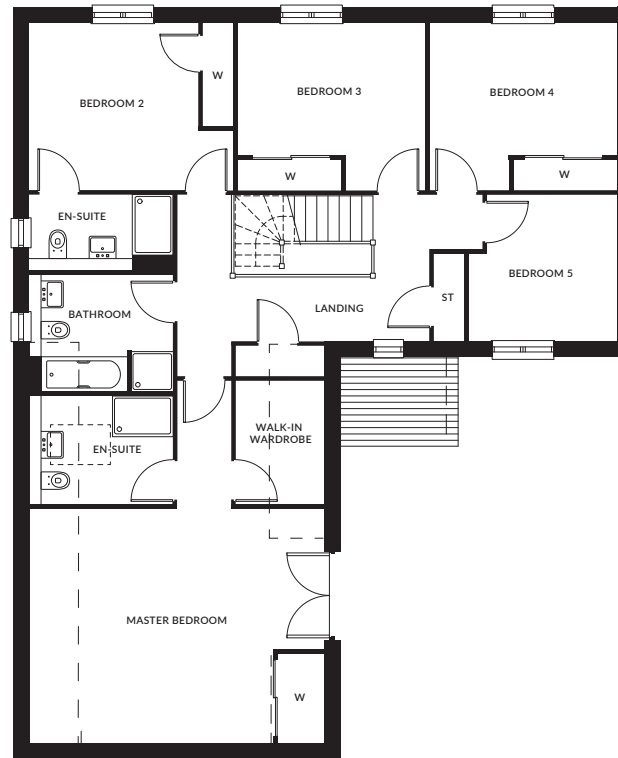 W
BEDROOM 2
BEDROOM 3
BEDROOM 4
W
W
EN-SUITE
BEDROOM 5
ST
LANDING
BATHROOM
WALK-IN
WARDROBE
EN-SUITE
MASTER BEDROOM
W